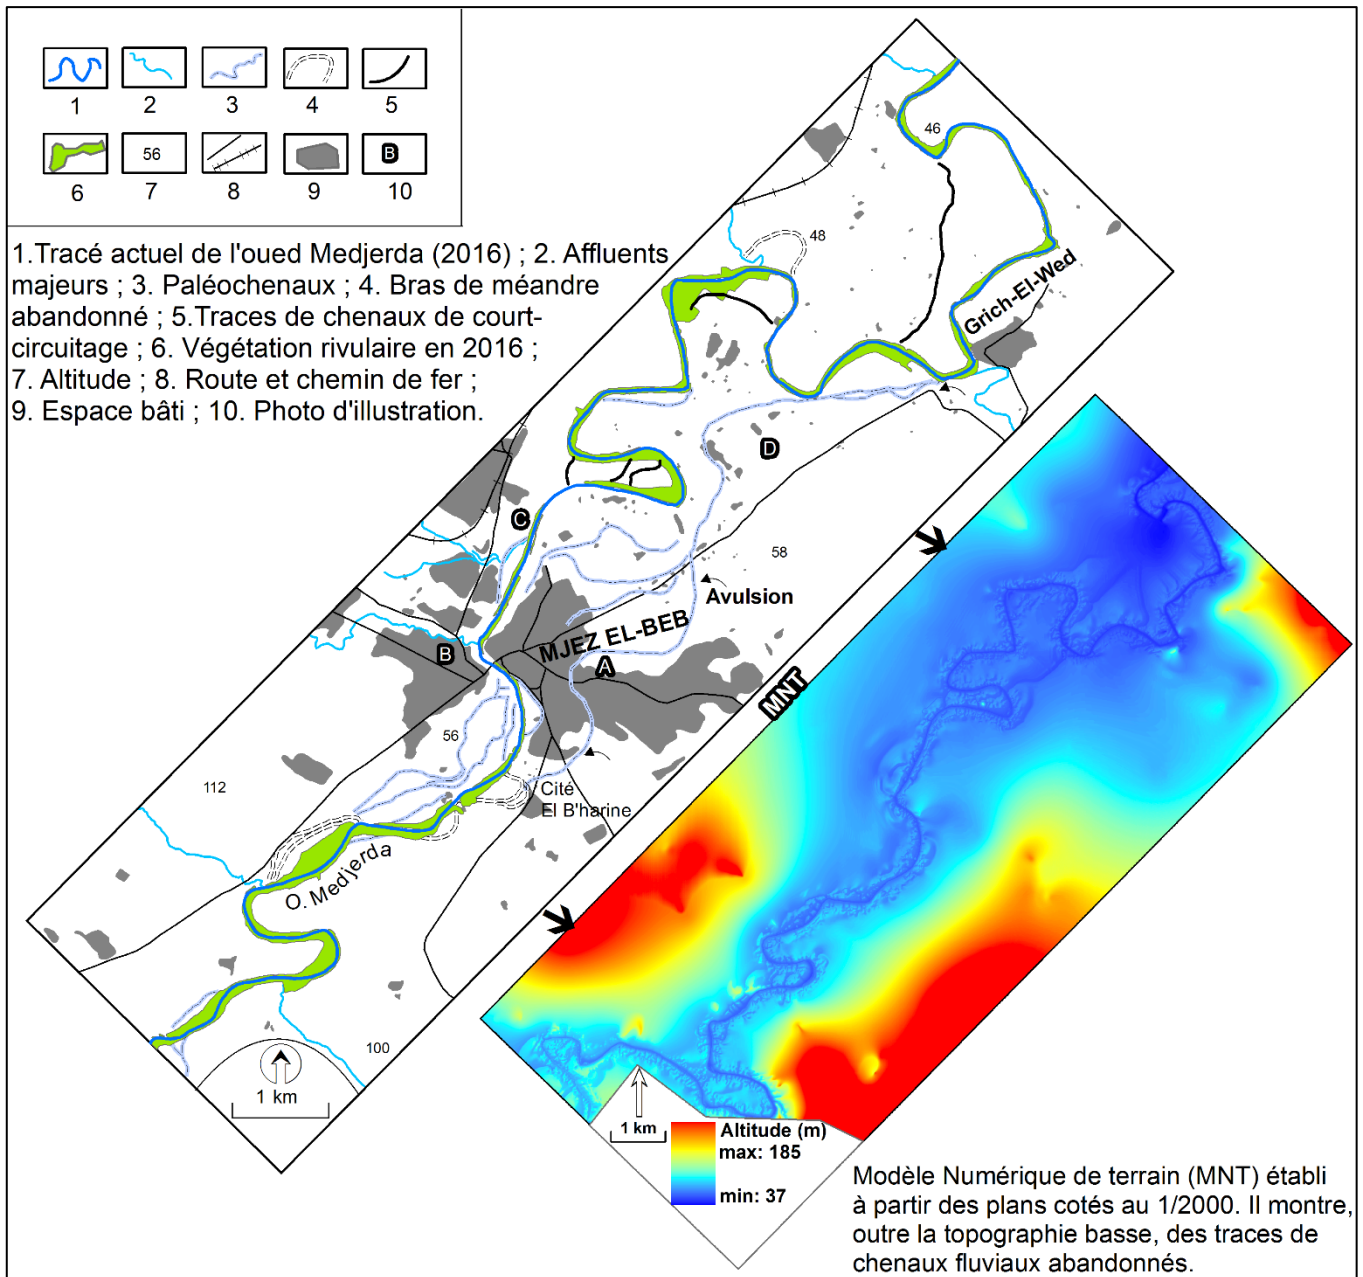 1 2 3 4 5
56 B
6 7 8 9 10
1.Tracé actuel de l'oued Medjerda (2016) ; 2. Affluents
majeurs ; 3. Paléochenaux ; 4. Bras de méandre
abandonné ; 5.Traces de chenaux de court-
circuitage ; 6. Végétation rivulaire en 2016 ;
7. Altitude ; 8. Route et chemin de fer ;
9. Espace bâti ; 10. Photo d'illustration.
46
48
Grich-El-Wed
D
C
58
Avulsion
MJEZ EL-BEB
B
A
MNT
56
112
Cité
El B'harine
O. Medjerda
100
1 km
1 km
Altitude (m)
max: 185
min: 37
Modèle Numérique de terrain (MNT) établi
à partir des plans cotés au 1/2000. Il montre,
outre la topographie basse, des traces de
chenaux fluviaux abandonnés.